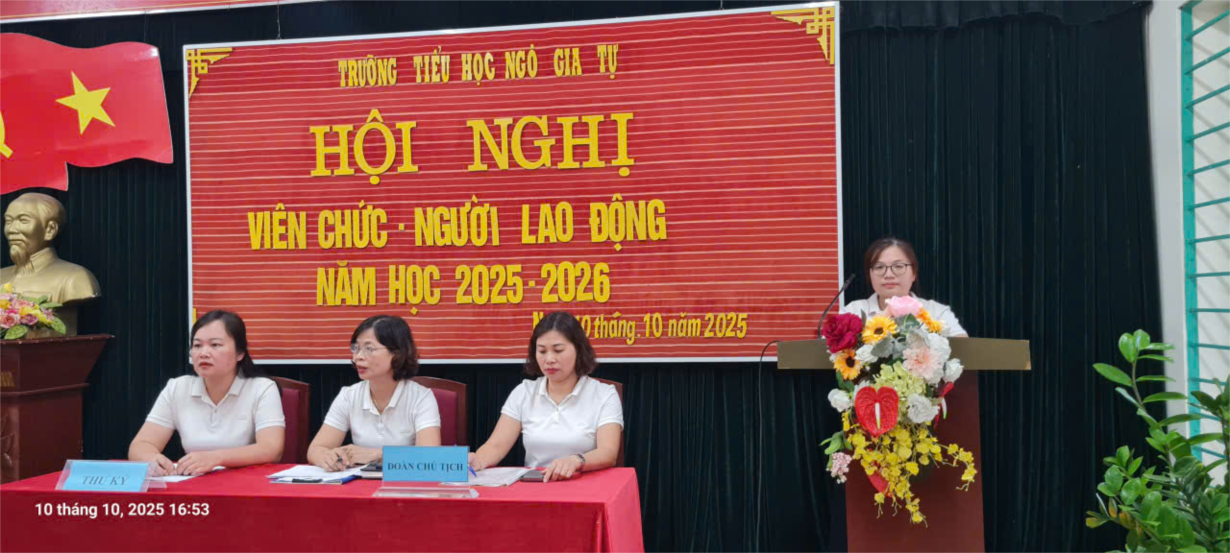 TRƯỜNG TIỂU HỌC NGÔ GIA TỰ
HỘI NGHỊ
VIÊN CHỨC - NGƯỜI LAO ĐỘNG
NĂM HỌC 2025-2026
10 tháng 10 năm 2025
THƯ KÝ
ĐOÀN CHỦ TỊCH
10 tháng 10, 2025 16:53